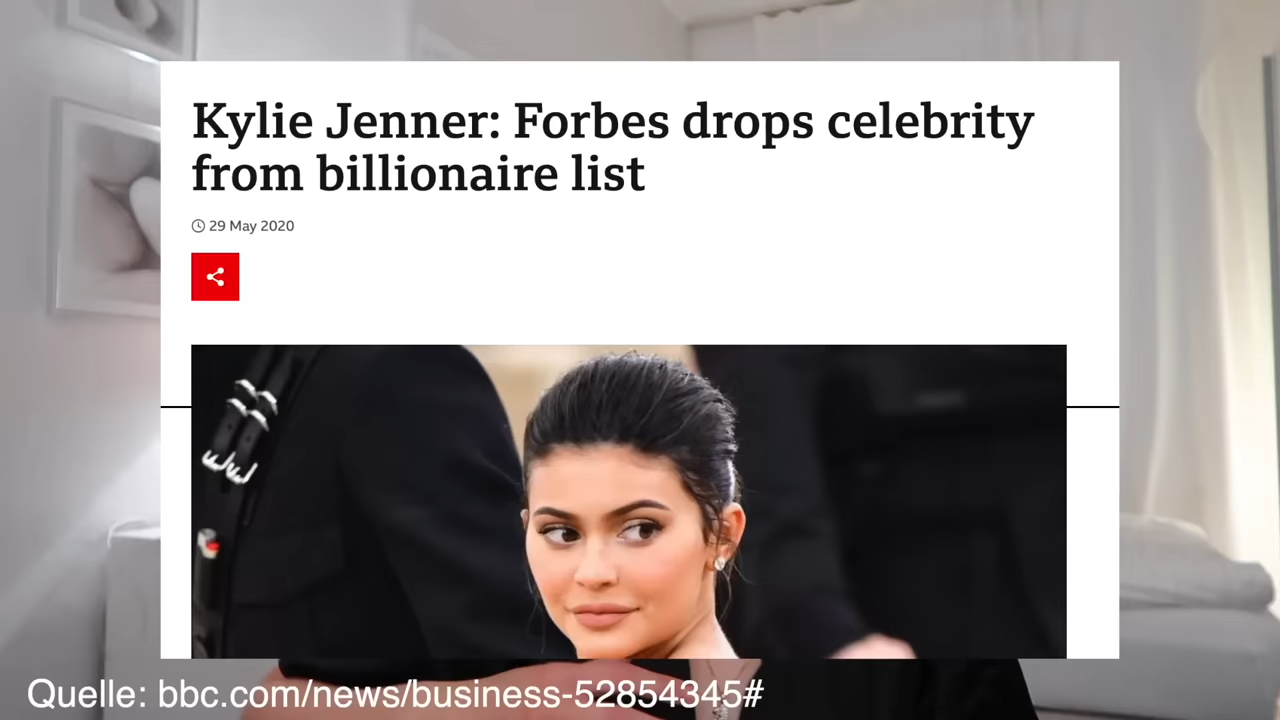 Kylie Jenner: Forbes drops celebrity
from billionaire list
29 May 2020
Quelle: bbc.com/news/business-52854345#